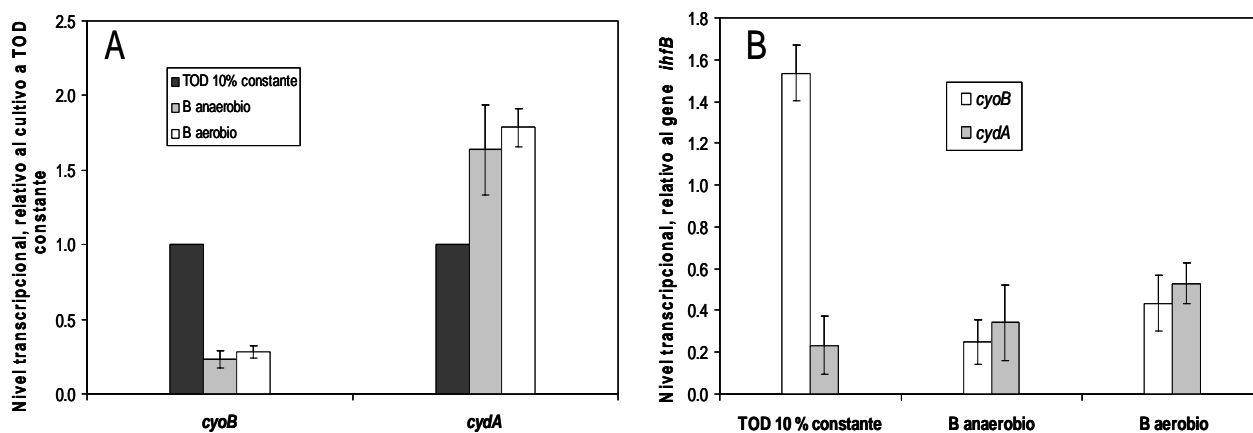 A
Nivel transcripcional, relativo al cultivo a TOD
constante
2.5
2.0
1.5
1.0
0.5
0.0
TOD 10% constante
B anaerobio
B aerobio
cyoB
cydA
B
Nivel transcripcional, relativo al gene ihfB
1.8
1.6
1.4
1.2
1.0
0.8
0.6
0.4
0.2
0.0
cyoB
cydA
TOD 10 % constante
B anaerobio
B aerobio